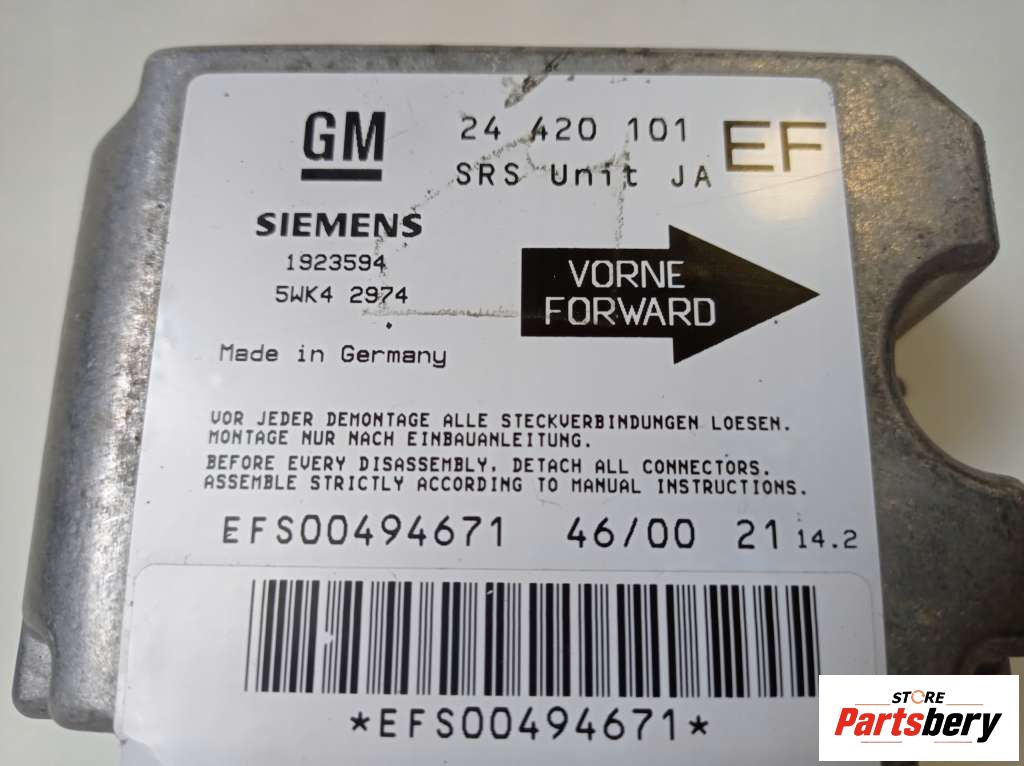 GM
24 420 101
EF
SRS Unit JA
SIEMENS
1923594
5WK4 2974
VORNE
FORWARD
Made in Germany
VOR JEDER DEMONTAGE ALLE STECKVERBINDUNGEN LOESEN.
MONTAGE NUR NACH EINBAUANLEITUNG.
BEFORE EVERY DISASSEMBLY, DETACH ALL CONNECTORS.
ASSEMBLE STRICTLY ACCORDING TO MANUAL INSTRUCTIONS.
EFS00494671 46/00 21 14.2
*EFS00494671*
STORE
Partsbery